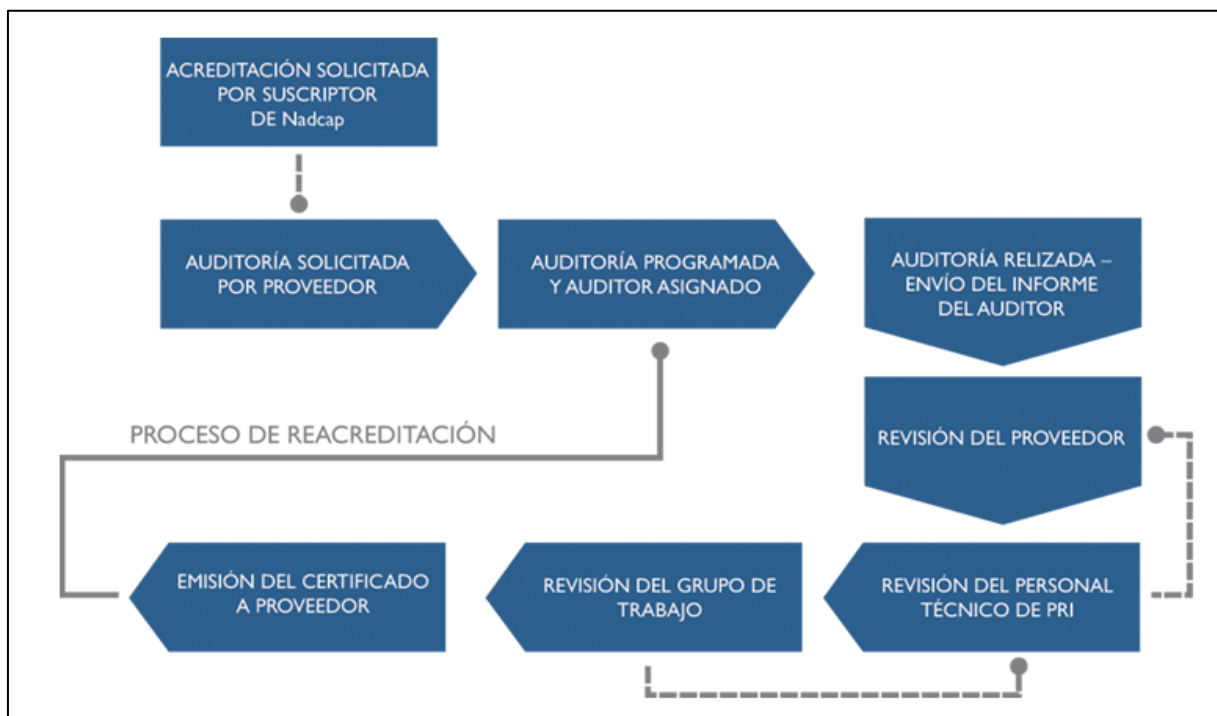 ACREDITACIÓN SOLICITADA
POR SUSCRIPTOR
DE Nadcap
AUDITORÍA SOLICITADA
POR PROVEEDOR
AUDITORÍA PROGRAMADA
Y AUDITOR ASIGNADO
AUDITORÍA RELIZADA –
ENVÍO DEL INFORME
DEL AUDITOR
REVISIÓN DEL PROVEEDOR
PROCESO DE REACREDITACIÓN
REVISIÓN DEL PERSONAL
TÉCNICO DE PRI
REVISIÓN DEL GRUPO DE
TRABAJO
EMISIÓN DEL CERTIFICADO
A PROVEEDOR